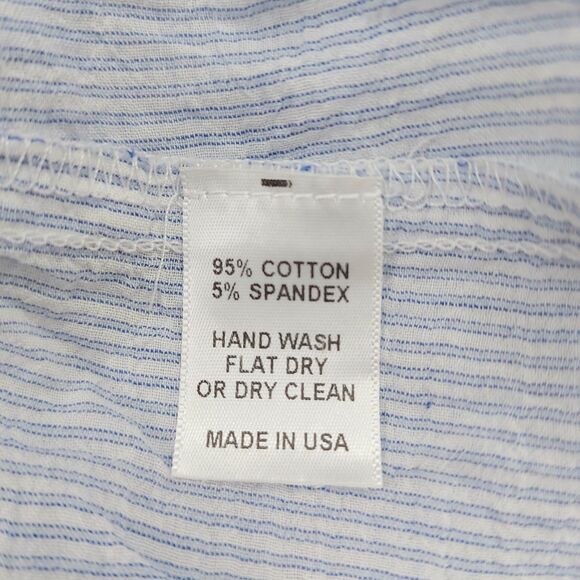 95% COTTON
5% SPANDEX
HAND WASH
FLAT DRY
OR DRY CLEAN
MADE IN USA